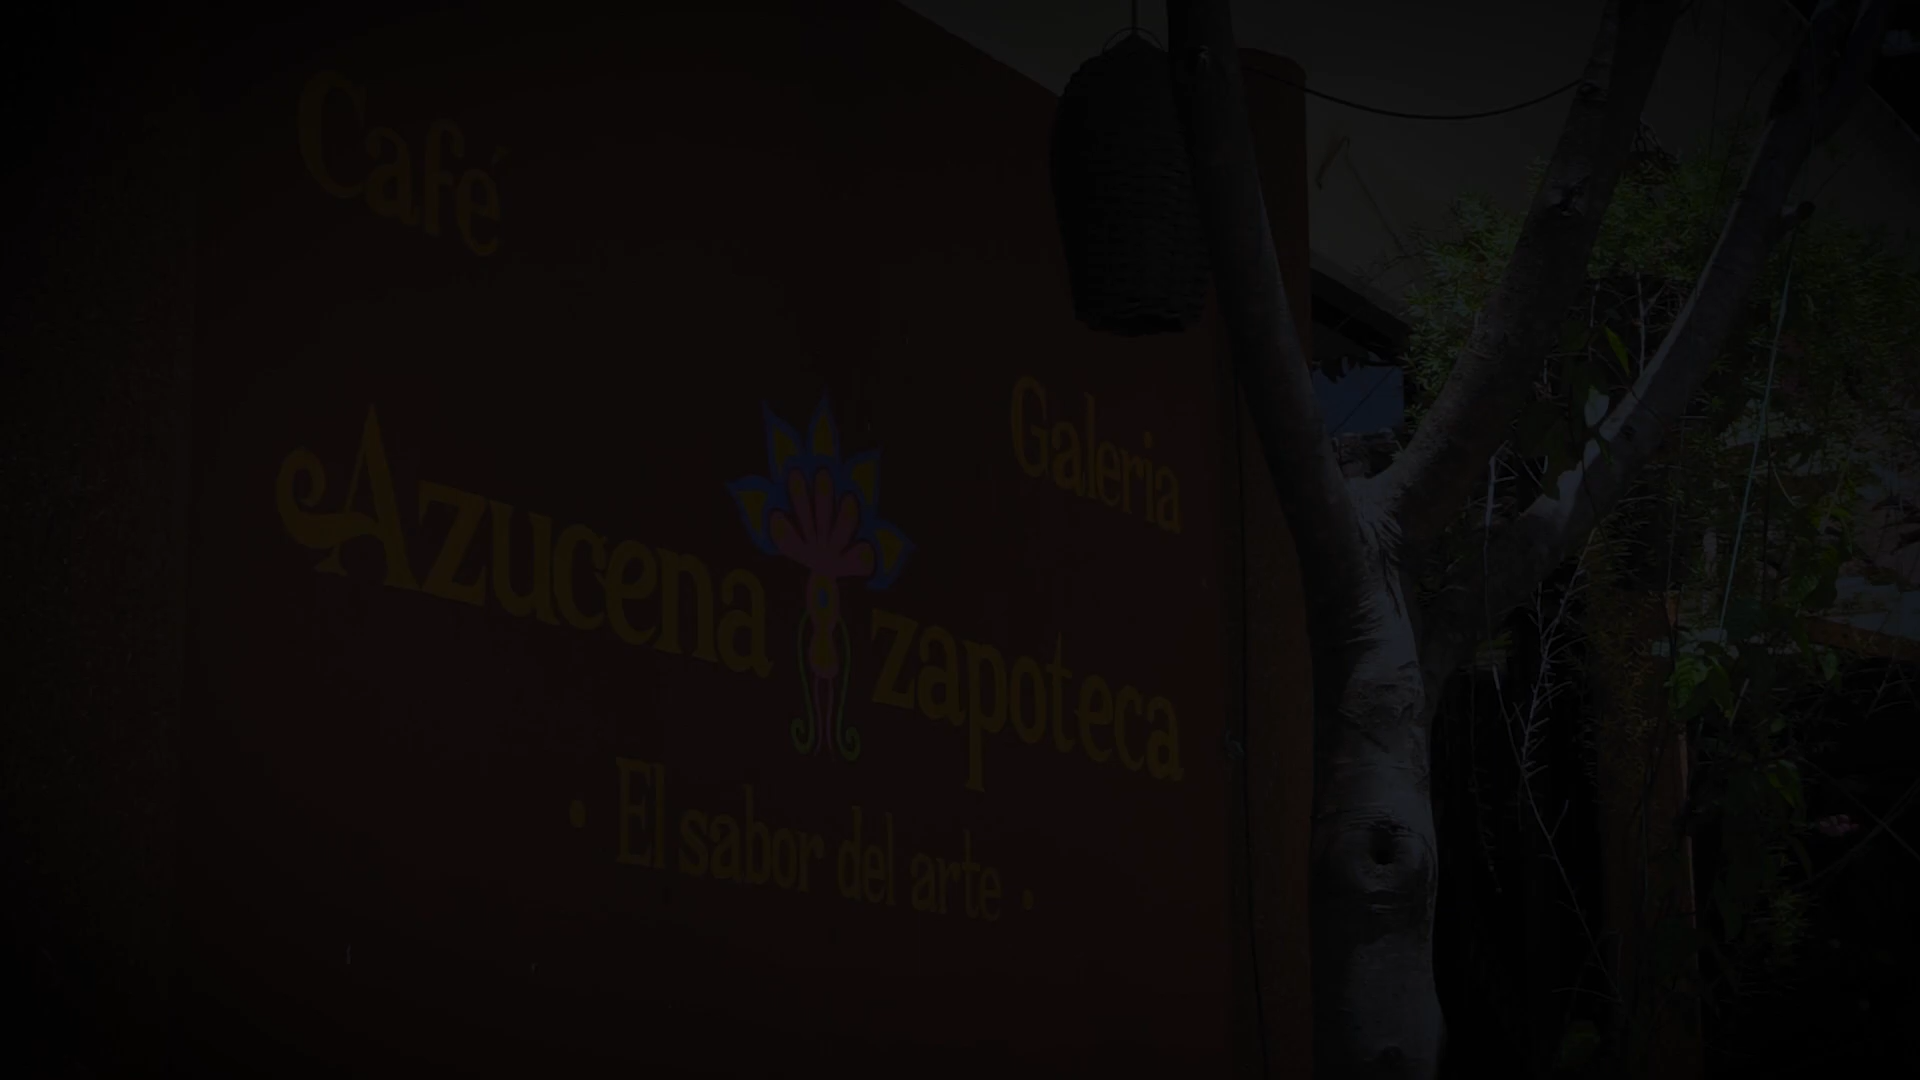 Café
Galeria
Azucena zapoteca
• El sabor del arte •